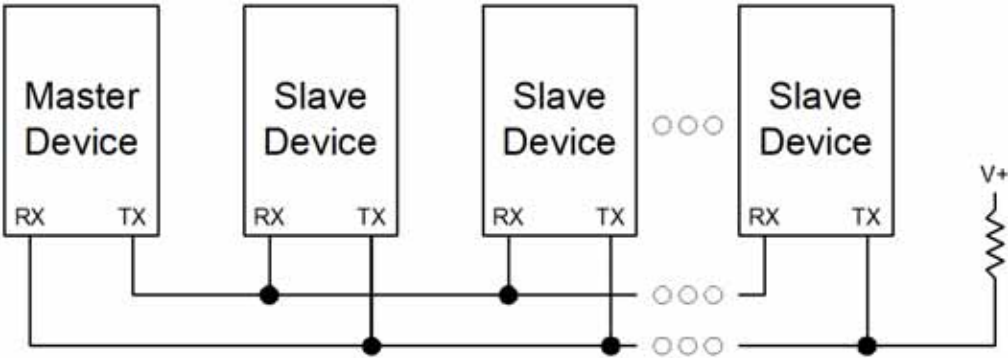 Master
Device
Slave
Device
Slave
Device
Slave
Device
V+
RX TX
RX TX
RX TX
RX TX